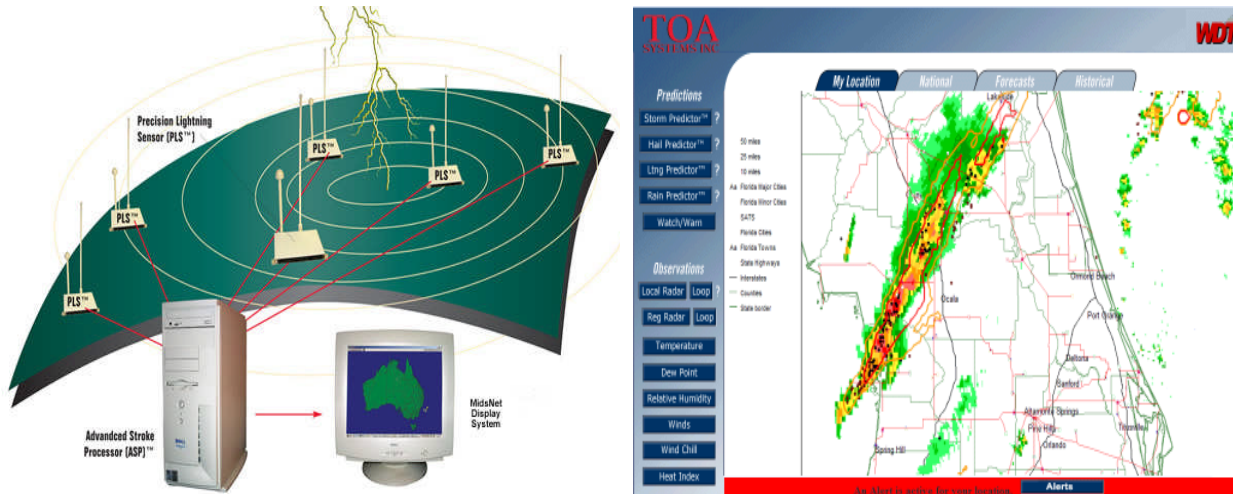 Precision Lightning
Sensor [PLS™]
PLS™
PLS™
PLS™
PLS™
PLS™
MidsNet
Display
System
Advandced Stroke
Processor [ASP]™
TOA
SYSTEMS INC
WDT
My Location
National
Forecasts
Historical
Predictions
Storm Predictor™ ?
Hail Predictor™ ?
Ltng Predictor™ ?
Rain Predictor™ ?
Watch/Warn
Observations
Local Radar Loop ?
Reg Radar Loop
Temperature
Dew Point
Relative Humidity
Winds
Wind Chill
Heat Index
50 miles
25 miles
10 miles
Aa Florida Major Cities
Florida Minor Cities
SAITS
Florida Cities
Aa Florida Towns
State Highways
Interstates
Counties
State border
Lakeside
Ocala
Ormond Beach
Port Orange
Deltona
Sanford
Altamonte Springs
Pine Hills
Orlando
Titusville
Spring Hill
An Alert is active for your location
Alerts